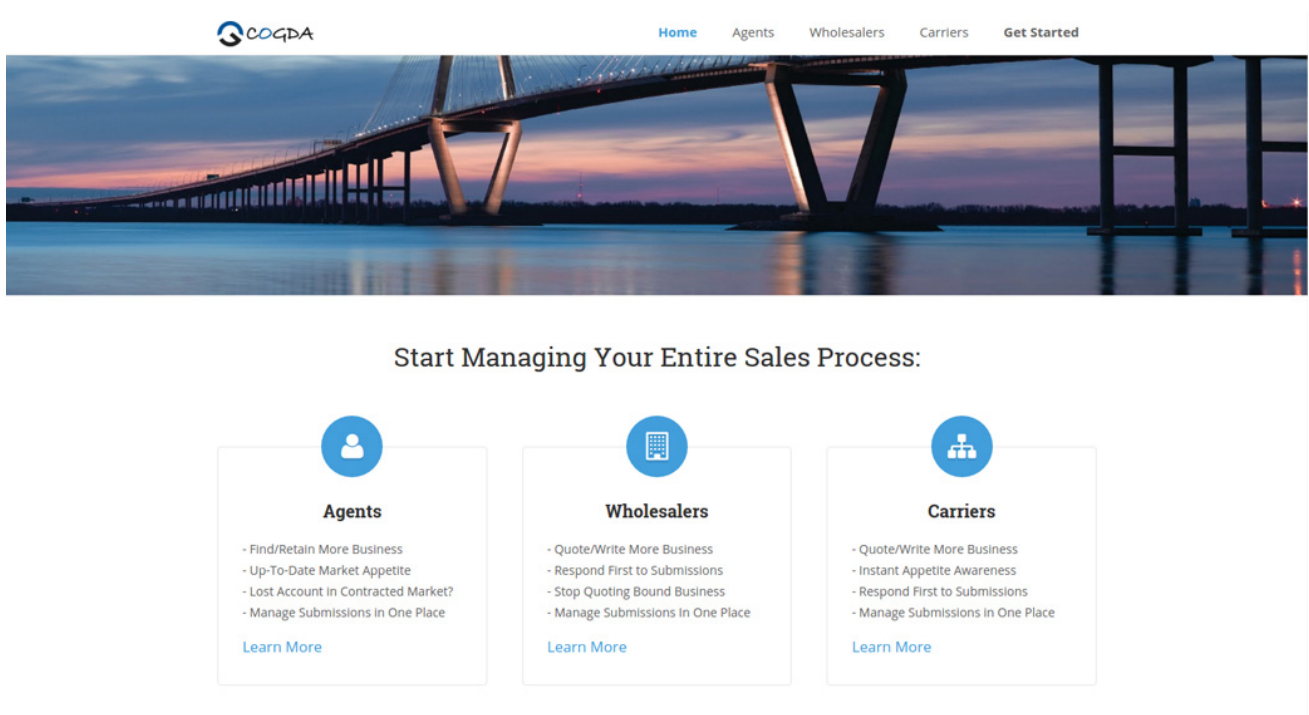 COGDA
Home Agents Wholesalers Carriers Get Started
Start Managing Your Entire Sales Process:
Agents
- Find/Retain More Business
- Up-To-Date Market Appetite
- Lost Account in Contracted Market?
- Manage Submissions in One Place
Learn More
Wholesalers
- Quote/Write More Business
- Respond First to Submissions
- Stop Quoting Bound Business
- Manage Submissions In One Place
Learn More
Carriers
- Quote/Write More Business
- Instant Appetite Awareness
- Respond First to Submissions
- Manage Submissions in One Place
Learn More